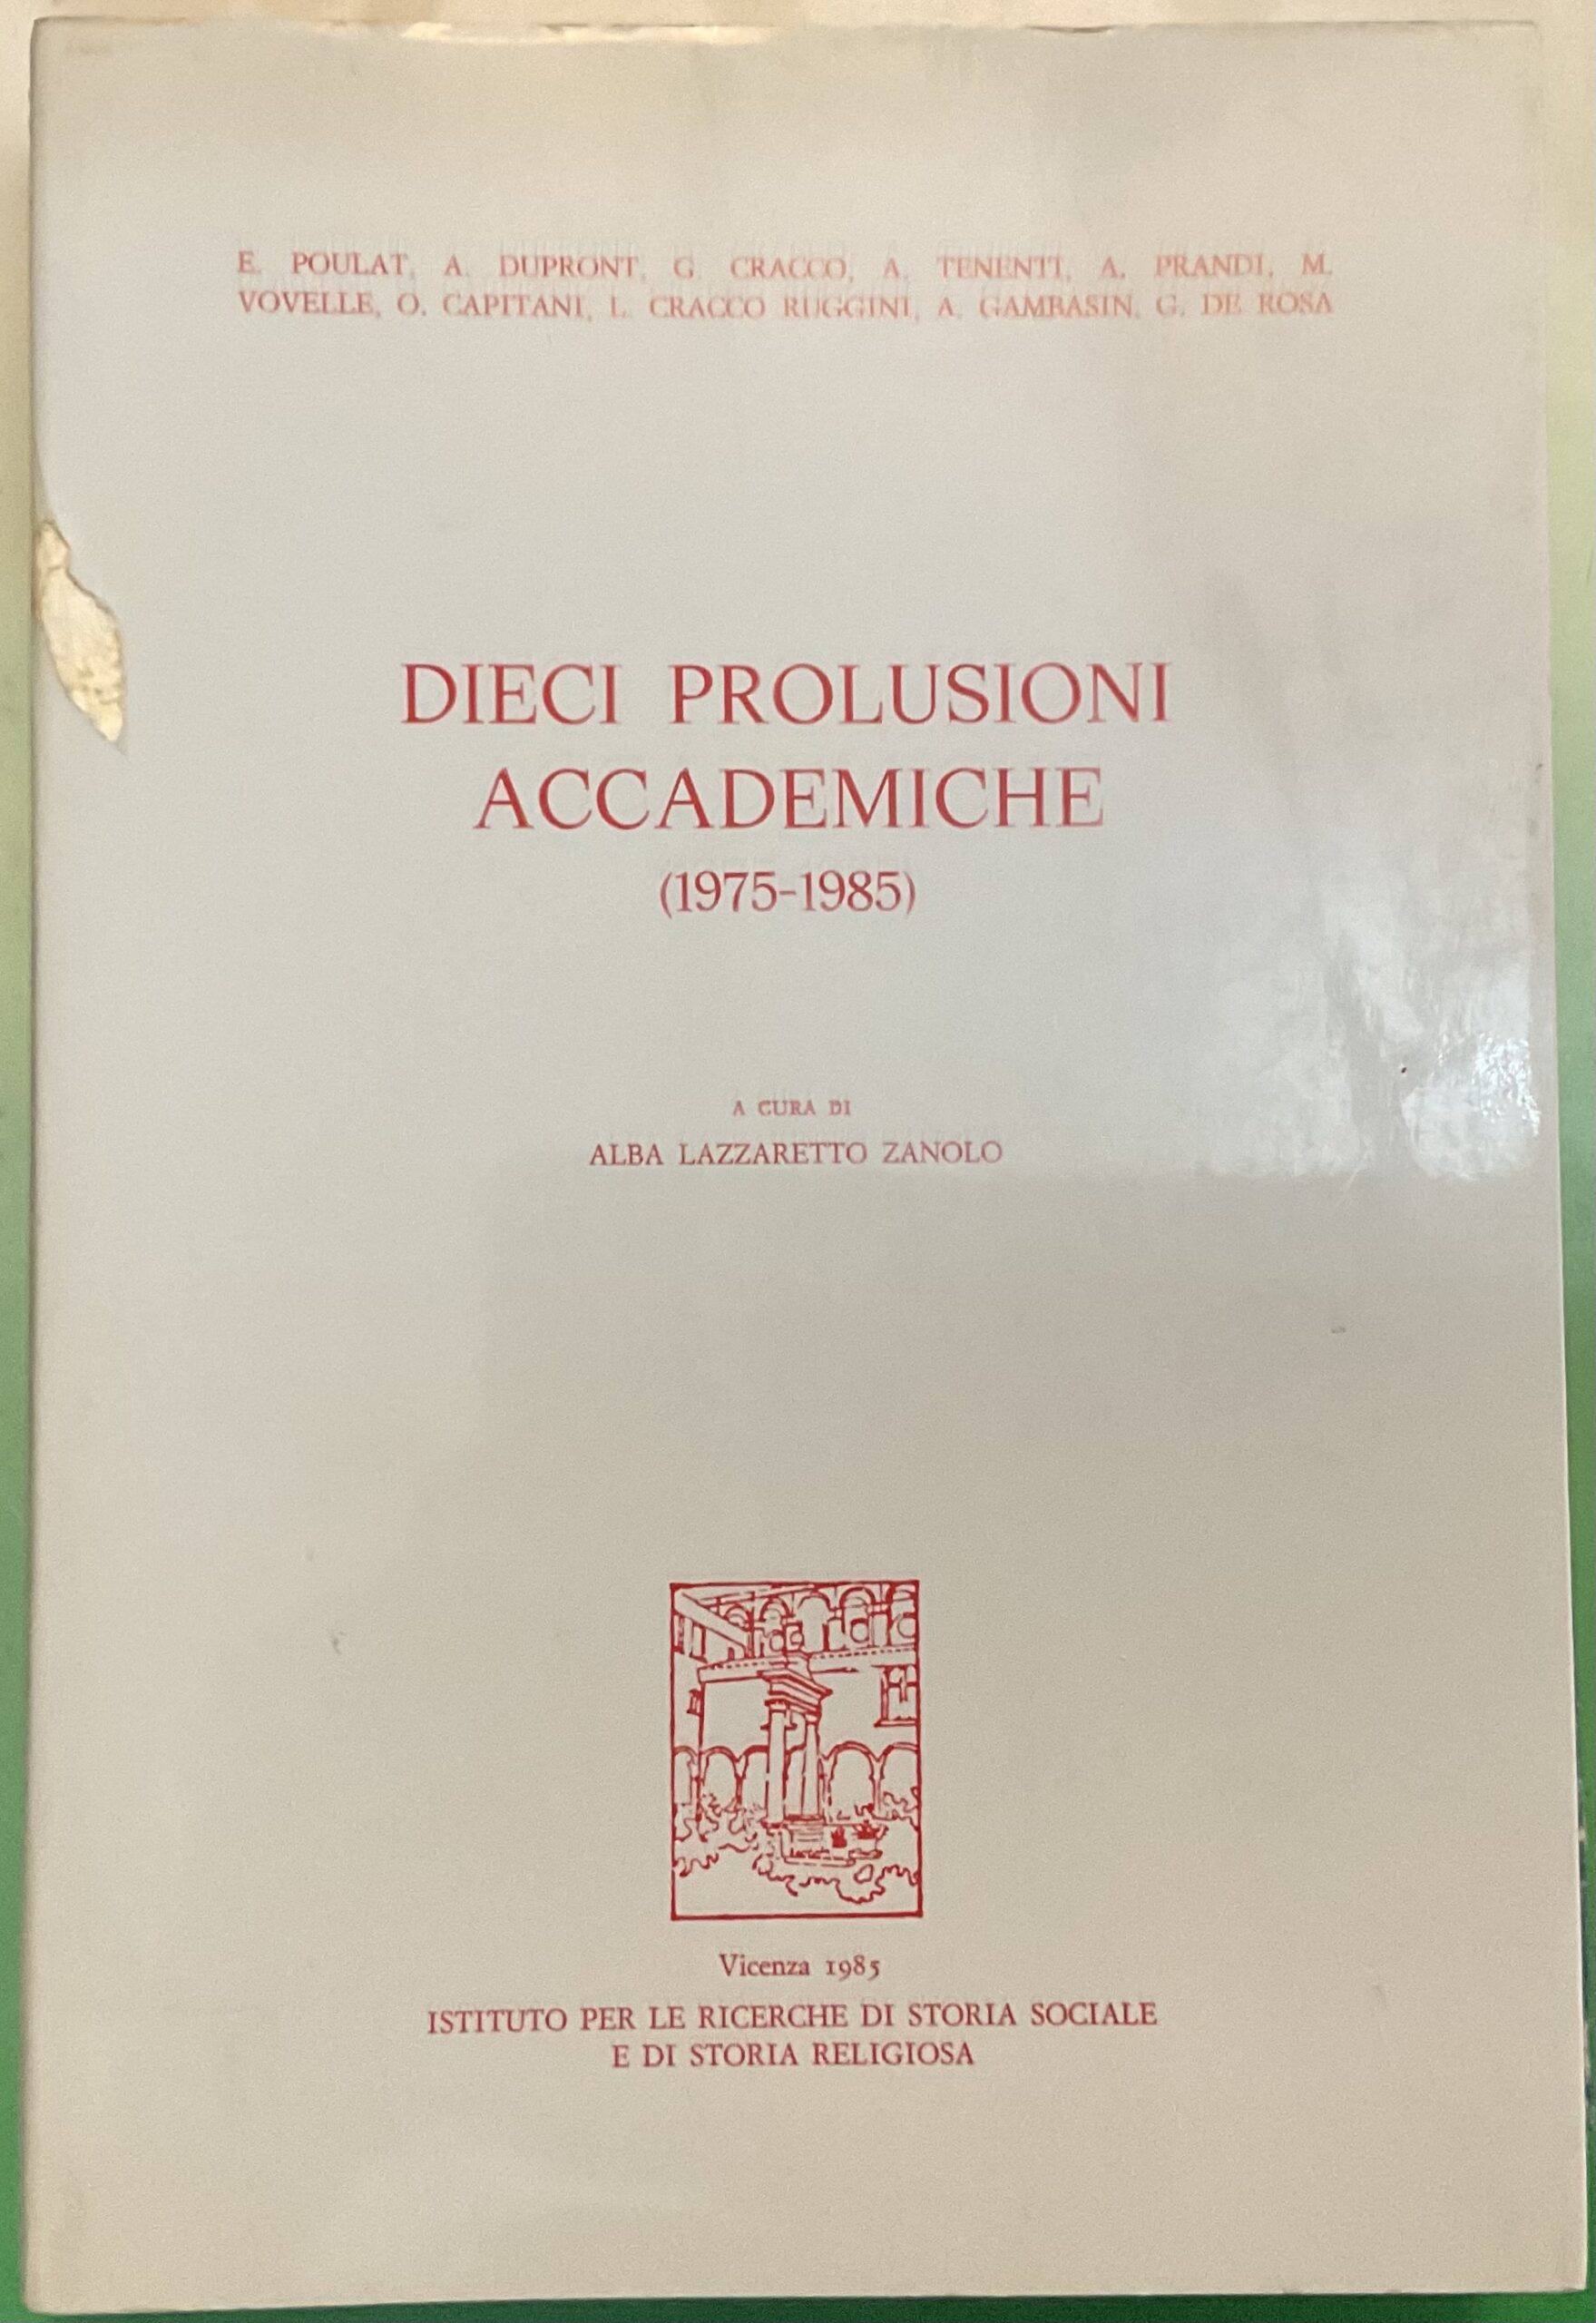 E. POULAT, A. DUPRONT, G. CRACCO, A. TENENTI, A. PRANDI, M.
VOVELLE, O. CAPITANI, L. CRACCO RUGGINI, A. GAMBASIN, G. DE ROSA
DIECI PROLUSIONI
ACCADEMICHE
(1975-1985)
A CURA DI
ALBA LAZZARETTO ZANOLO
Vicenza 1985
ISTITUTO PER LE RICERCHE DI STORIA SOCIALE
E DI STORIA RELIGIOSA